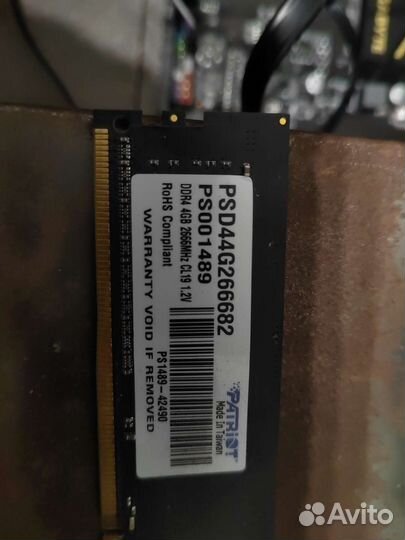 PSD44G266682
PS001489
DDR4 4GB 2666MHz CL19 1.2V
RoHS Compliant
WARRANTY VOID IF REMOVED
PS1489-42490
PATRIOT
Made In Taiwan
Avito